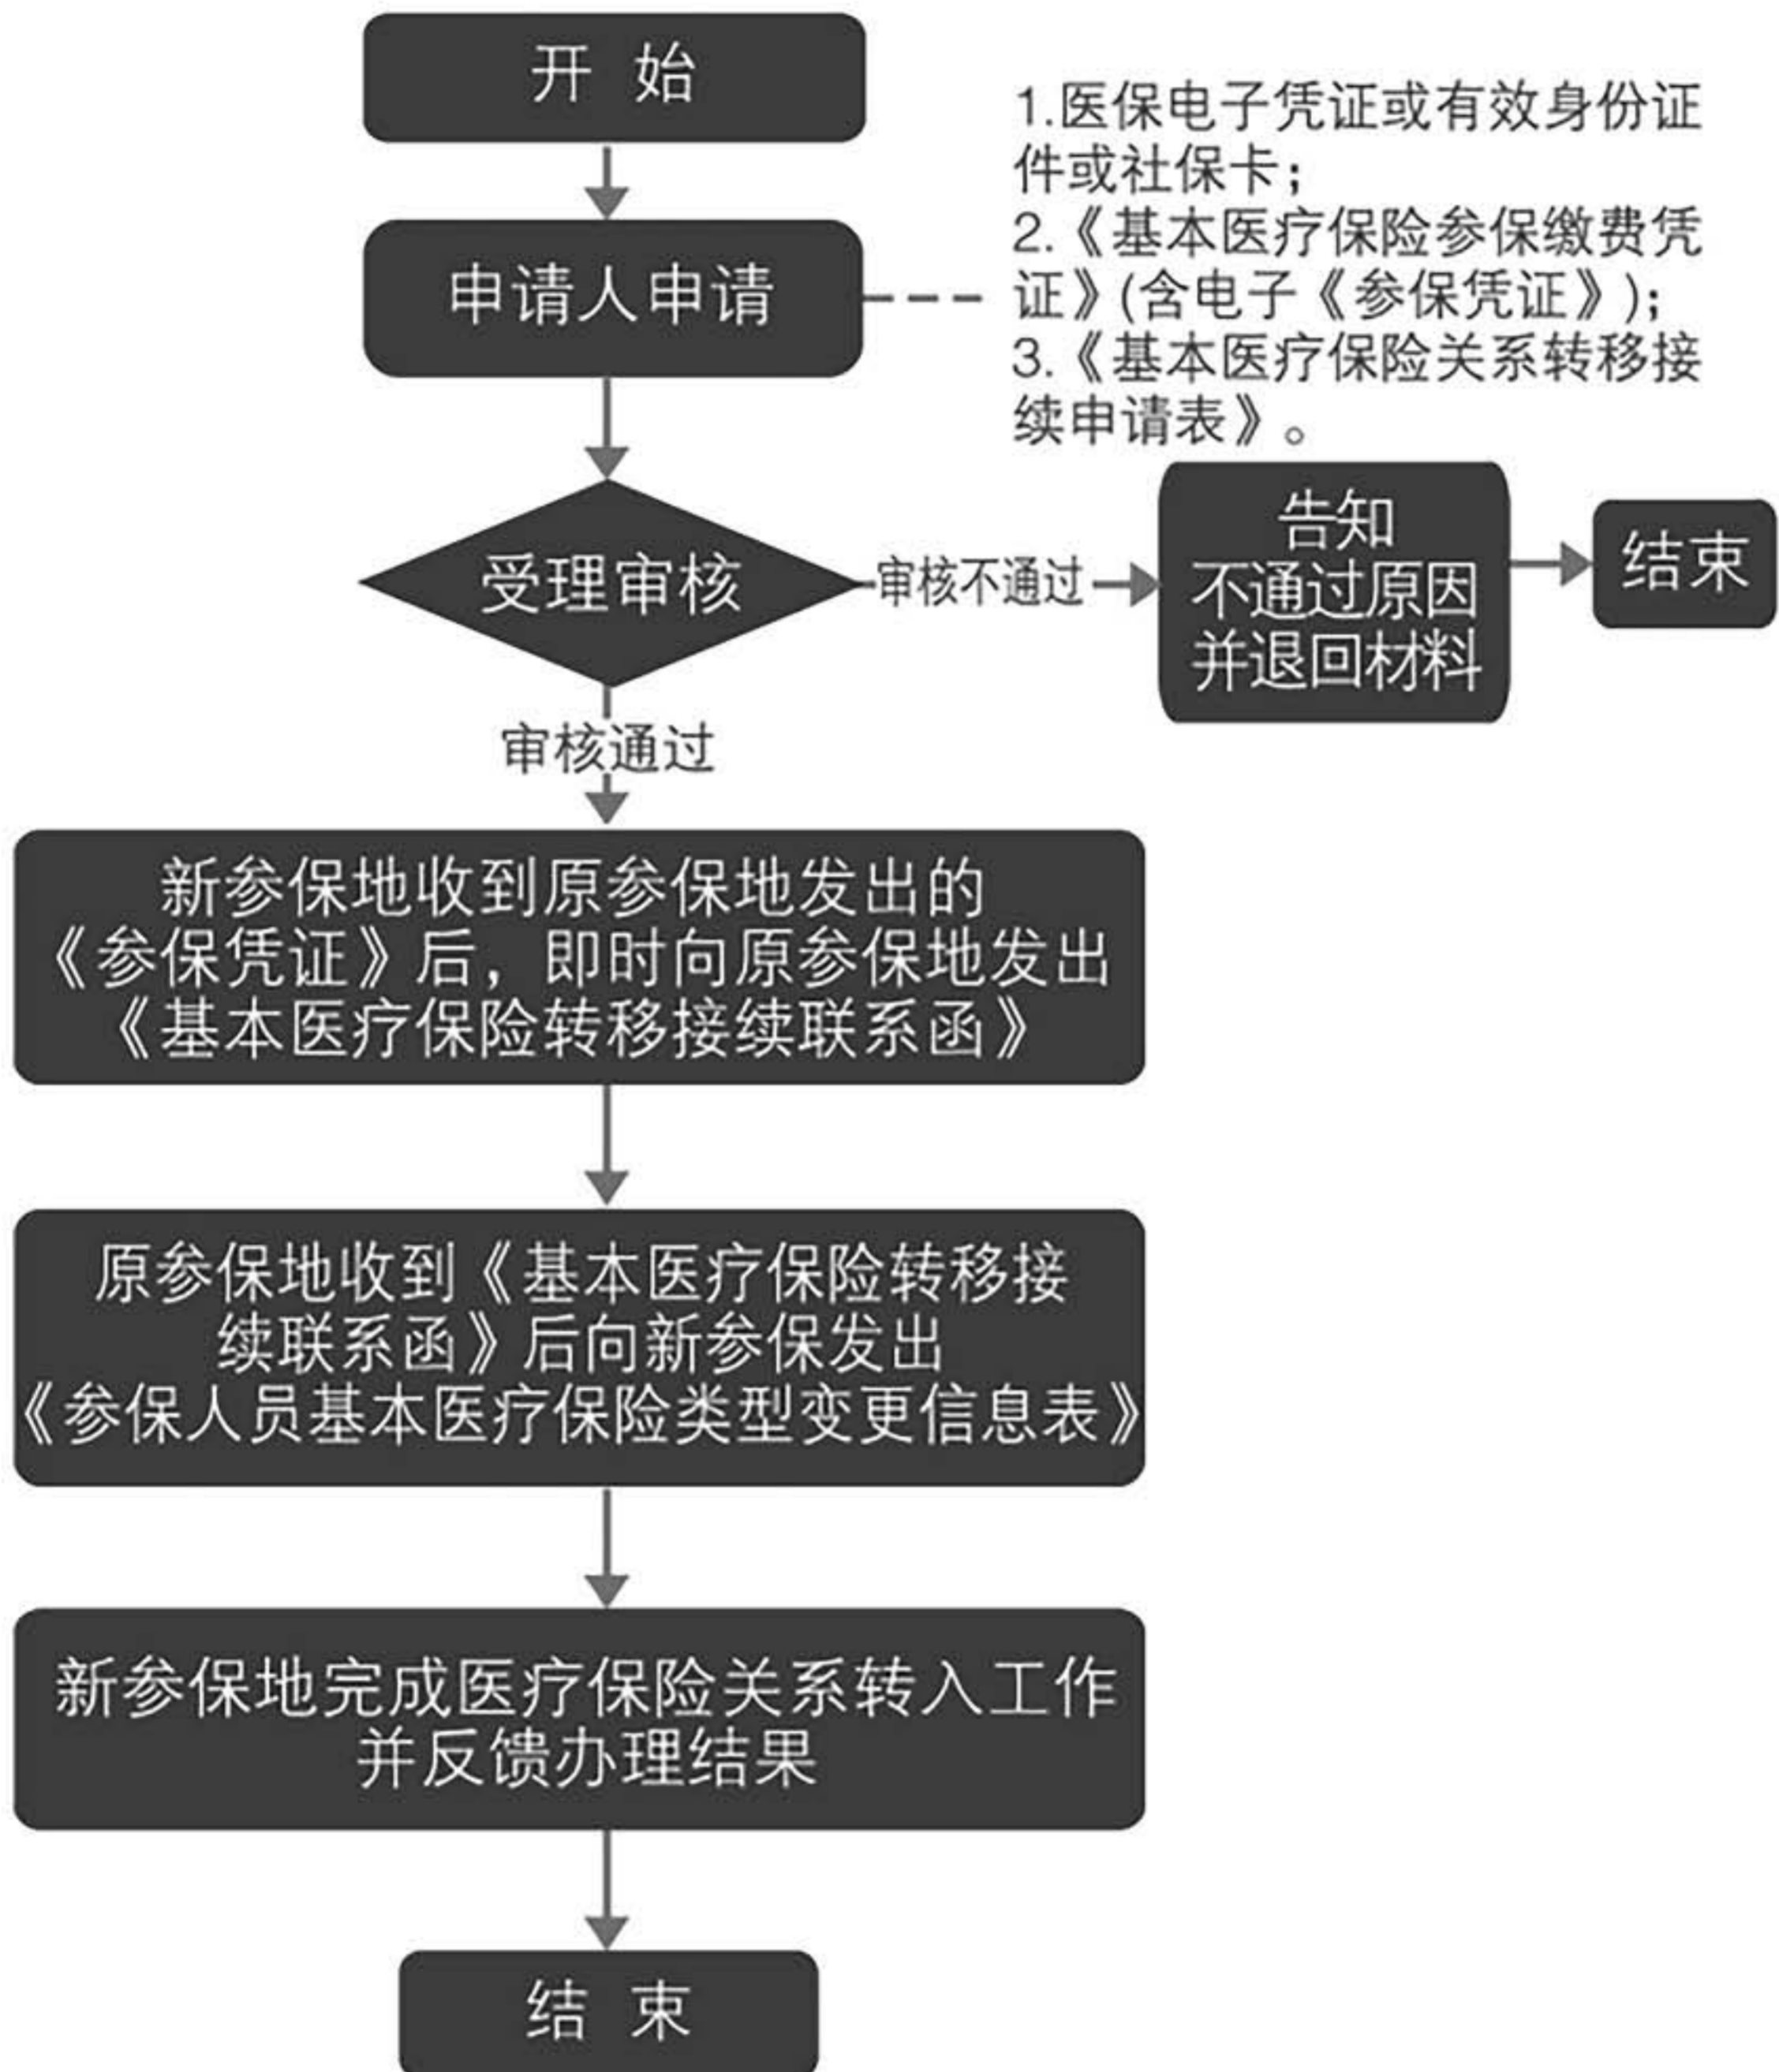 开 始
1.医保电子凭证或有效身份证
件或社保卡；
2.《基本医疗保险参保缴费凭
证》(含电子《参保凭证》)；
3.《基本医疗保险关系转移接
续申请表》。
申请人申请
受理审核
审核不通过
告知
不通过原因
并退回材料
结束
审核通过
新参保地收到原参保地发出的
《参保凭证》后，即时向原参保地发出
《基本医疗保险转移接续联系函》
原参保地收到《基本医疗保险转移接
续联系函》后向新参保发出
《参保人员基本医疗保险类型变更信息表》
新参保地完成医疗保险关系转入工作
并反馈办理结果
结 束